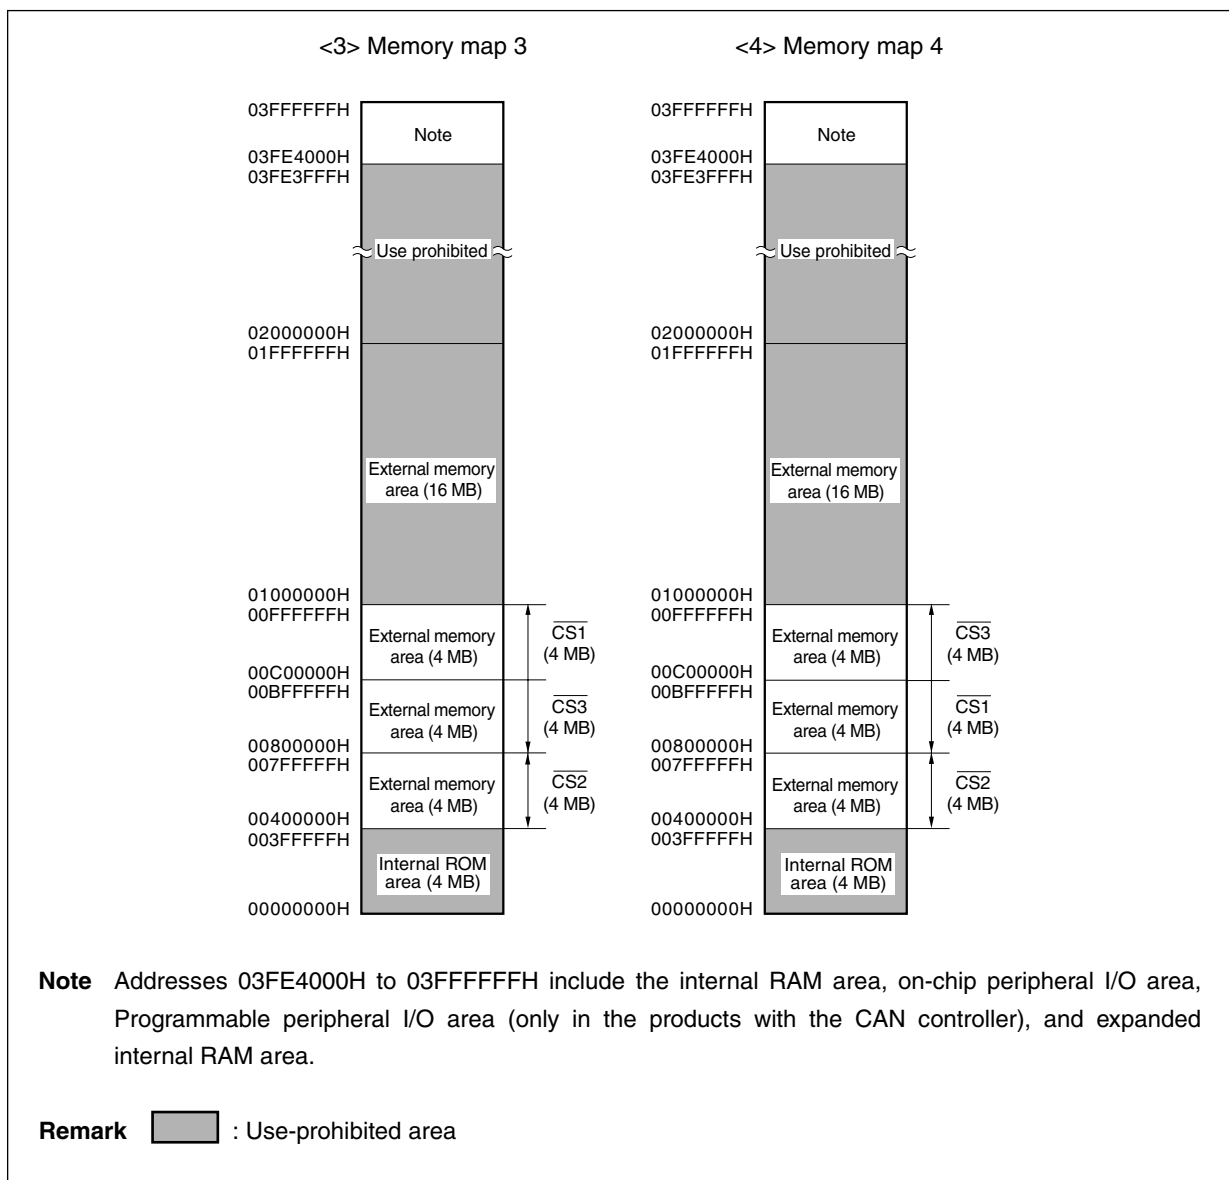 <3> Memory map 3
03FFFFFFH
Note
03FE4000H
03FE3FFFH
Use prohibited
02000000H
01FFFFFFH
External memory
area (16 MB)
01000000H
00FFFFFFH
External memory
area (4 MB)
CS1
(4 MB)
00C00000H
00BFFFFFH
External memory
area (4 MB)
CS3
(4 MB)
00800000H
007FFFFFH
External memory
area (4 MB)
CS2
(4 MB)
00400000H
003FFFFFH
Internal ROM
area (4 MB)
00000000H
<4> Memory map 4
03FFFFFFH
Note
03FE4000H
03FE3FFFH
Use prohibited
02000000H
01FFFFFFH
External memory
area (16 MB)
01000000H
00FFFFFFH
External memory
area (4 MB)
CS3
(4 MB)
00C00000H
00BFFFFFH
External memory
area (4 MB)
CS1
(4 MB)
00800000H
007FFFFFH
External memory
area (4 MB)
CS2
(4 MB)
00400000H
003FFFFFH
Internal ROM
area (4 MB)
00000000H
Note Addresses 03FE4000H to 03FFFFFFH include the internal RAM area, on-chip peripheral I/O area,
Programmable peripheral I/O area (only in the products with the CAN controller), and expanded
internal RAM area.
Remark : Use-prohibited area